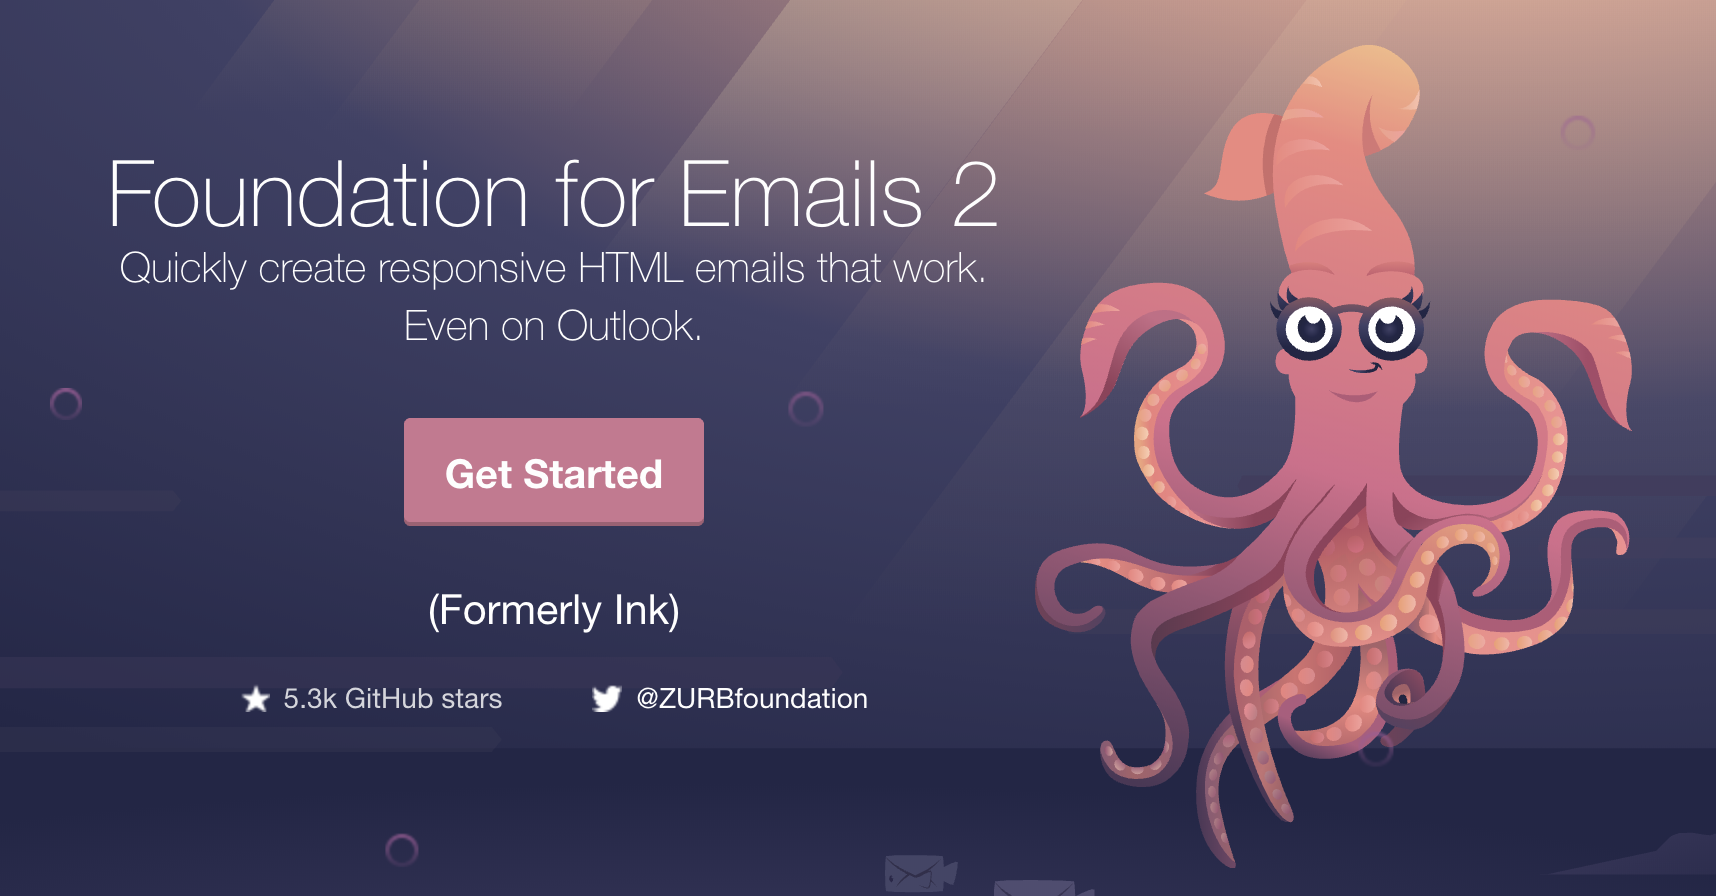 Foundation for Emails 2
Quickly create responsive HTML emails that work.
Even on Outlook.
Get Started
(Formerly Ink)
5.3k GitHub stars
@ZURBfoundation